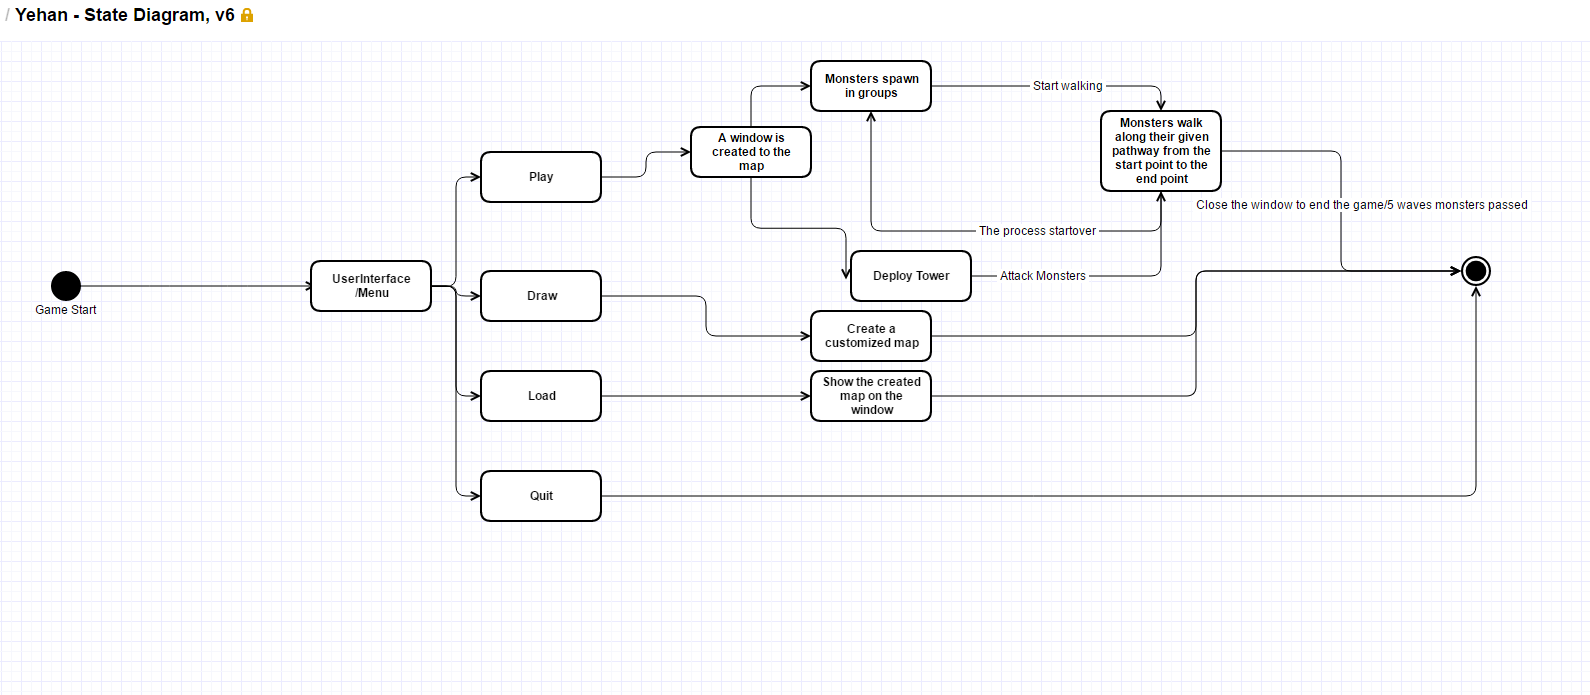 / Yehan - State Diagram, v6
Monsters spawn
in groups
Start walking
Monsters walk
along their given
pathway from the
start point to the
end point
A window is
created to the
map
Play
Close the window to end the game/5 waves monsters passed
The process startover
Deploy Tower
Attack Monsters
UserInterface
/Menu
Game Start
Draw
Create a
customized map
Load
Show the created
map on the
window
Quit